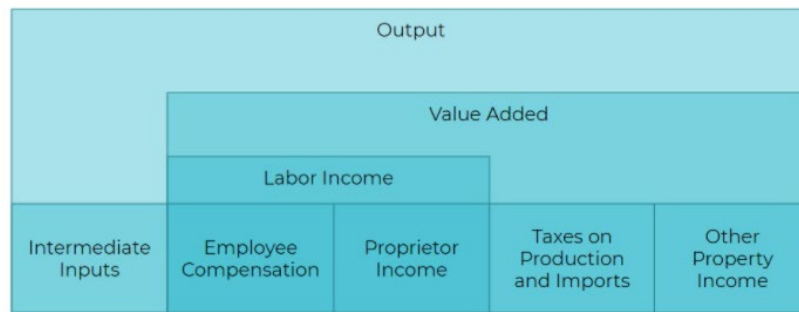 Output
Value Added
Labor Income
Intermediate
Inputs
Employee
Compensation
Proprietor
Income
Taxes on
Production
and Imports
Other
Property
Income